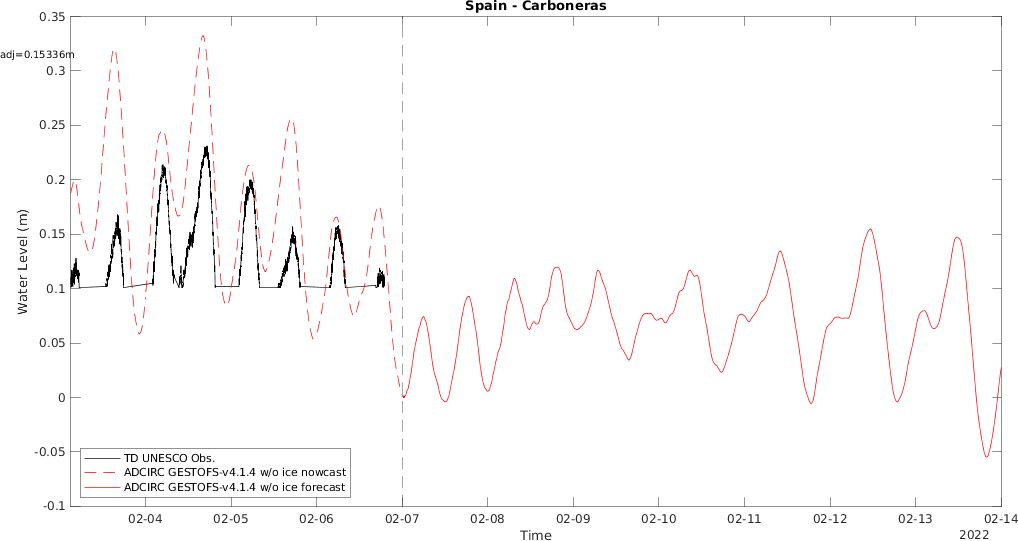 Spain - Carboneras
adj=0.15336m
0.35
0.3
0.25
0.2
0.15
0.1
0.05
0
-0.05
-0.1
Water Level (m)
TD UNESCO Obs.
ADCIRC GESTOFS-v4.1.4 w/o ice nowcast
ADCIRC GESTOFS-v4.1.4 w/o ice forecast
02-04 02-05 02-06 02-07 02-08 02-09 02-10 02-11 02-12 02-13 02-14
Time
2022